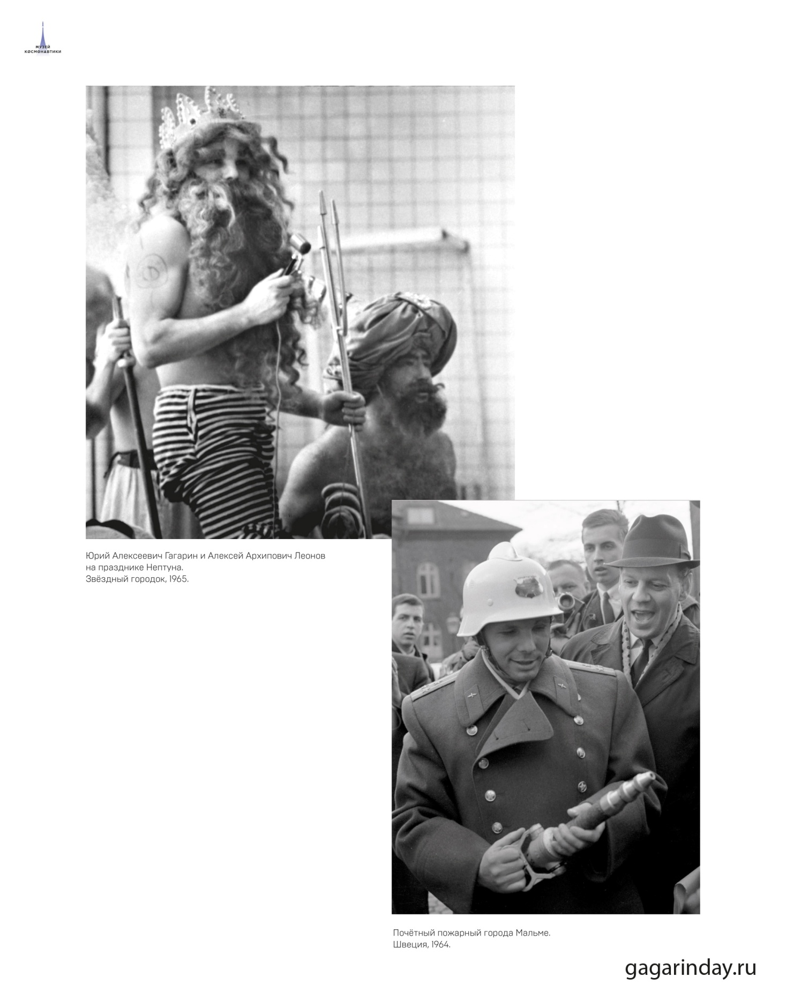 МУЗЕЙ
КОСМОНАВТИКИ
Юрий Алексеевич Гагарин и Алексей Архипович Леонов
на празднике Нептуна.
Звёздный городок, 1965.
Почётный пожарный города Мальме.
Швеция, 1964.
gagarinday.ru